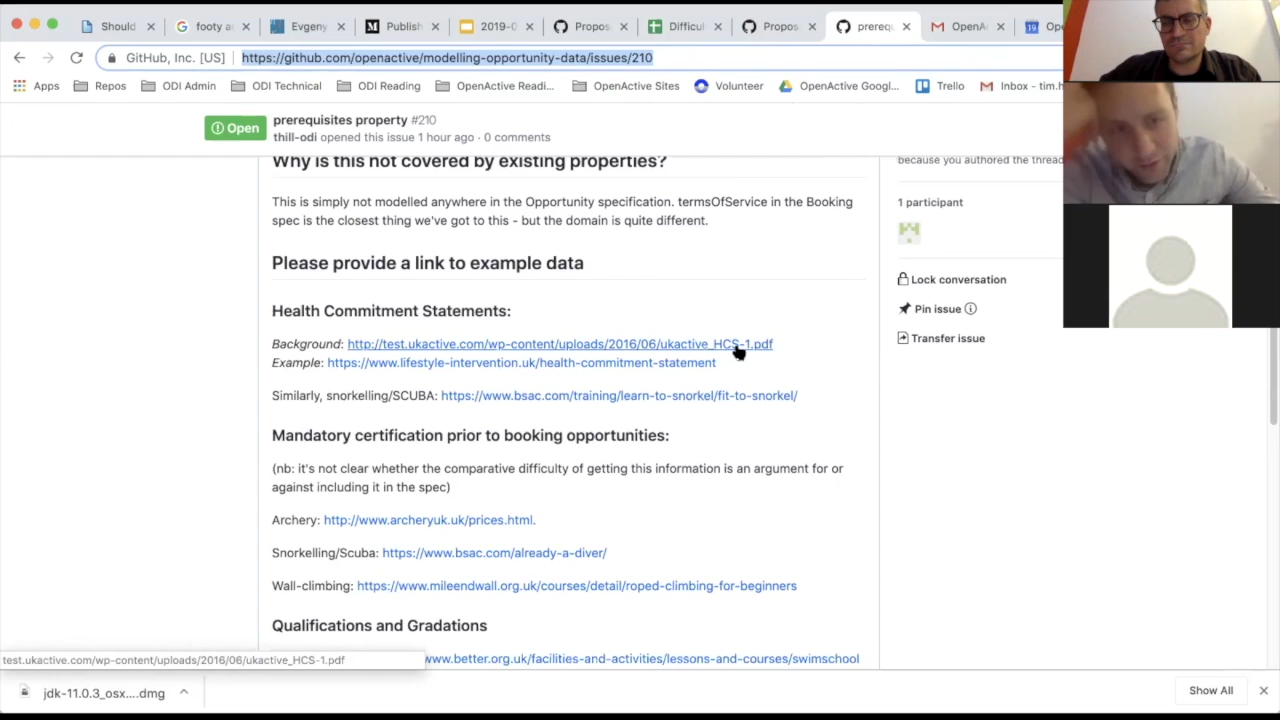 Should
footy a
Evgeny
Publish
2019-0
Propos
Difficul
Propos
prerequ
OpenA
Ope
GitHub, Inc. [US]
https://github.com/openactive/modelling-opportunity-data/issues/210
Apps
Repos
ODI Admin
ODI Technical
ODI Reading
OpenActive Readi...
OpenActive Sites
Volunteer
OpenActive Googl...
Trello
Inbox - tim.h
Open
prerequisites property #210
thill-odi opened this issue 1 hour ago · 0 comments
Why is this not covered by existing properties?
This is simply not modelled anywhere in the Opportunity specification. termsOfService in the Booking
spec is the closest thing we've got to this - but the domain is quite different.
Please provide a link to example data
Health Commitment Statements:
Background: http://test.ukactive.com/wp-content/uploads/2016/06/ukactive_HCS-1.pdf
Example: https://www.lifestyle-intervention.uk/health-commitment-statement
Similarly, snorkelling/SCUBA: https://www.bsac.com/training/learn-to-snorkel/fit-to-snorkel/
Mandatory certification prior to booking opportunities:
(nb: it's not clear whether the comparative difficulty of getting this information is an argument for or
against including it in the spec)
Archery: http://www.archeryuk.uk/prices.html.
Snorkelling/Scuba: https://www.bsac.com/already-a-diver/
Wall-climbing: https://www.mileendwall.org.uk/courses/detail/roped-climbing-for-beginners
Qualifications and Gradations
www.better.org.uk/facilities-and-activities/lessons-and-courses/swimschool
because you authored the thread
1 participant
Lock conversation
Pin issue
Transfer issue
test.ukactive.com/wp-content/uploads/2016/06/ukactive_HCS-1.pdf
jdk-11.0.3_osx....dmg
Show All